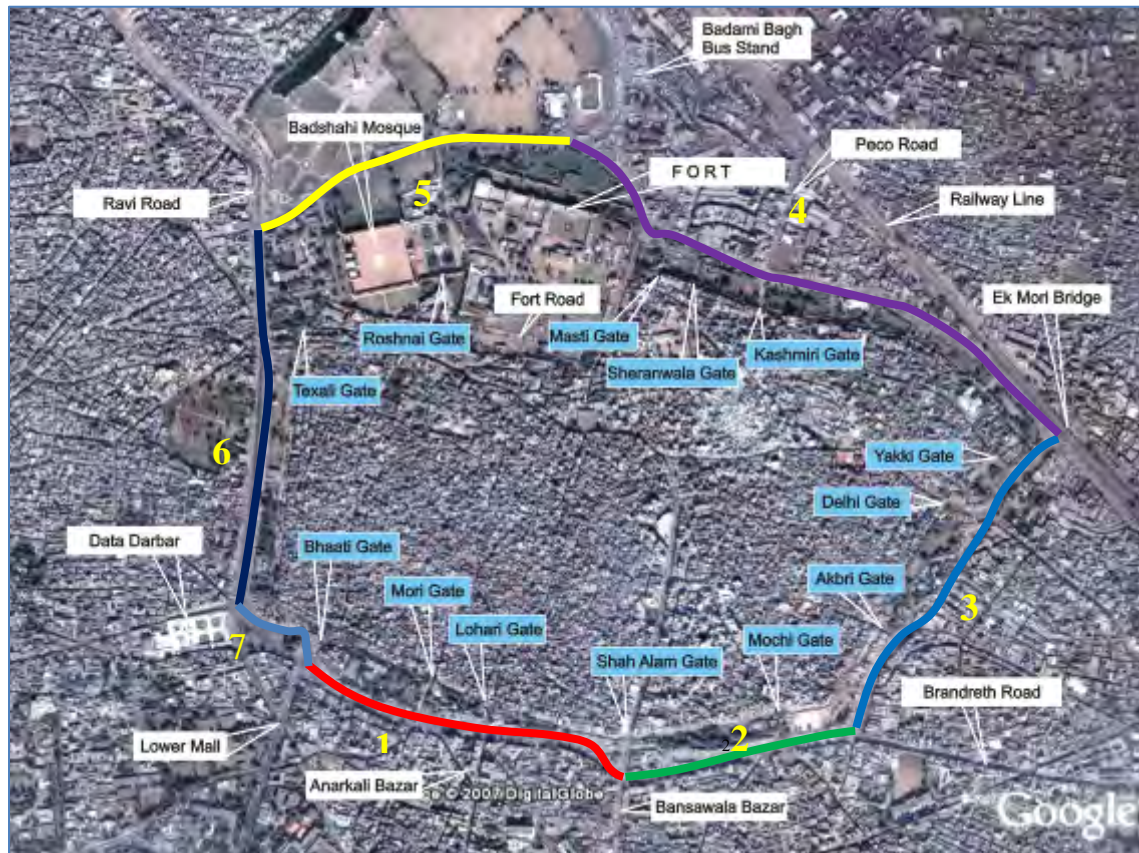 Badami Bagh
Bus Stand
Badshahi Mosque
Peco Road
FORT
Ravi Road
5
4
Railway Line
Fort Road
Ek Mori Bridge
Roshnai Gate
Masti Gate
Kashmiri Gate
Sheranwala Gate
Texali Gate
6
Yakki Gate
Delhi Gate
Data Darbar
Bhaati Gate
Akbri Gate
Mori Gate
3
Lohari Gate
7
Mochi Gate
Shah Alam Gate
Brandreth Road
Lower Mall
1
2
2
Anarkali Bazar
© 2007 DigitalGlobe
Bansawala Bazar
Google